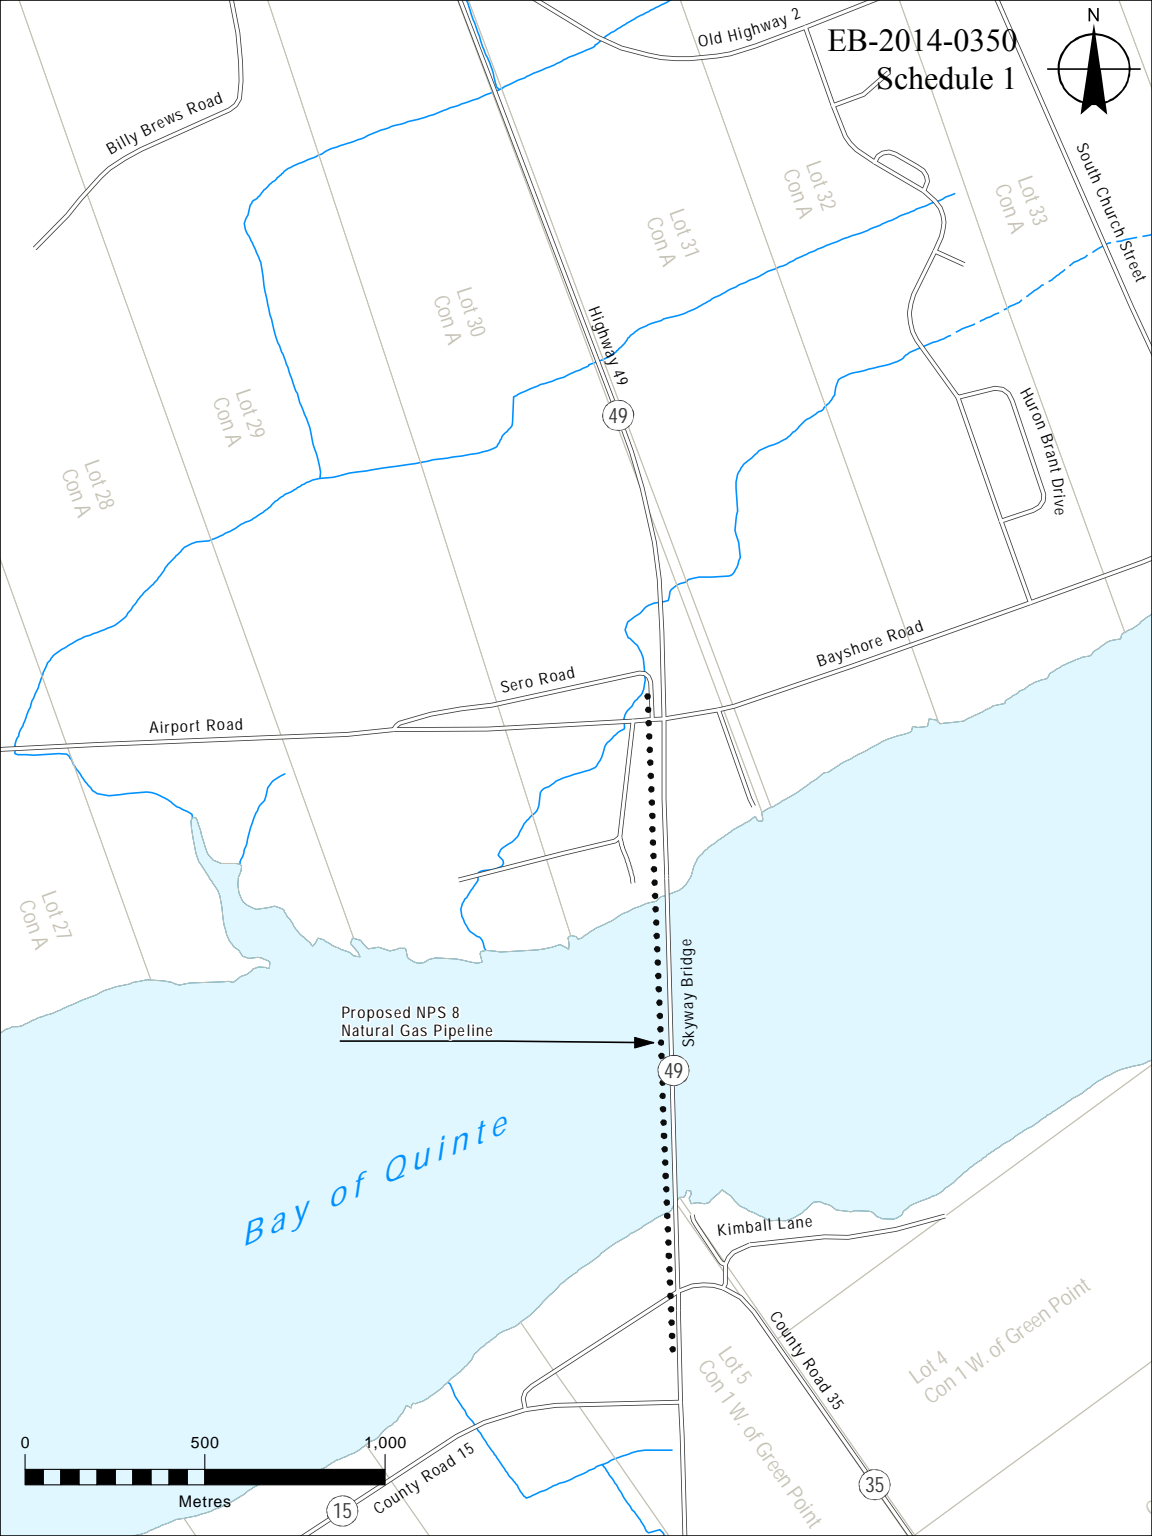 N
EB-2014-0350
Schedule 1
Old Highway 2
Billy Brews Road
South Church Street
Lot 32
Con A
Lot 33
Con A
Lot 31
Con A
Lot 30
Con A
Highway 49
49
Lot 29
Con A
Huron Brant Drive
Lot 28
Con A
Bayshore Road
Sero Road
Airport Road
Lot 27
Con A
Skyway Bridge
Proposed NPS 8
Natural Gas Pipeline
49
Bay of Quinte
Kimball Lane
County Road 35
Lot 4
Con 1 W. of Green Point
Lot 5
Con 1 W. of Green Point
0 500 1,000
Metres
County Road 15
15
35